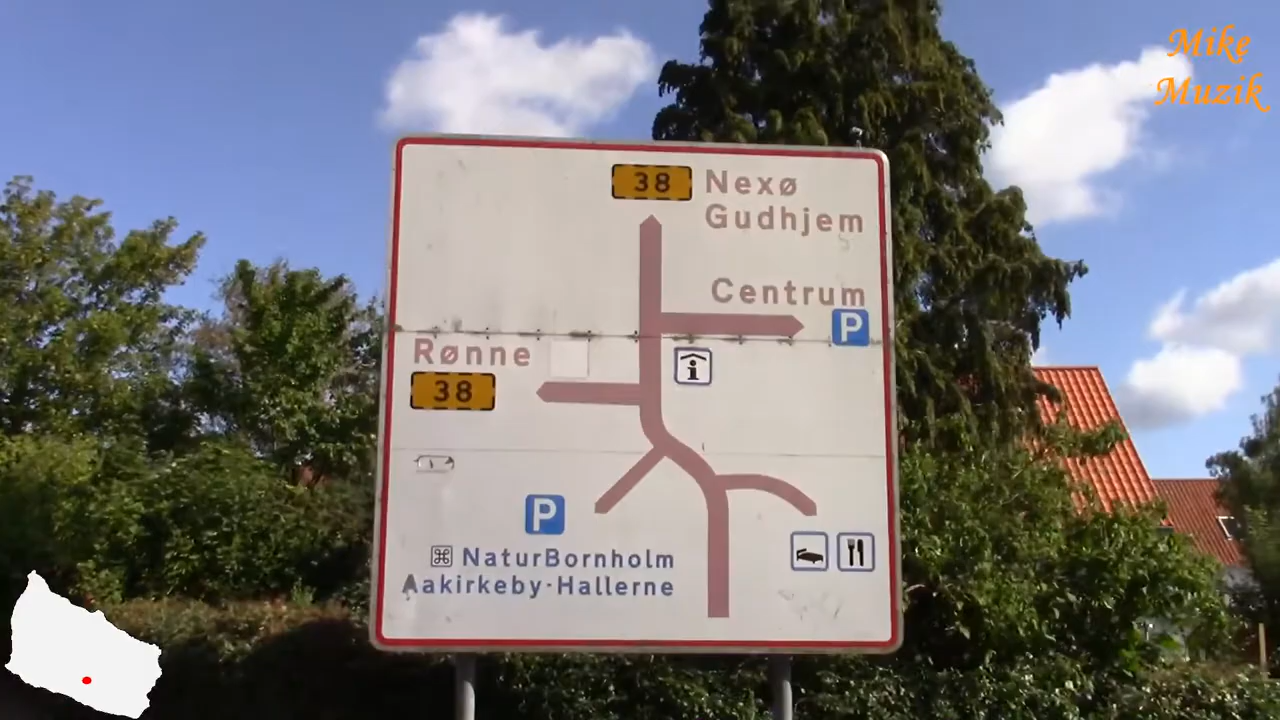 Mike
Muzik
38 Nexø
Gudhjem
Centrum
P
Rønne
i
38
P
⌘ NaturBornholm
Aakirkeby-Hallerne